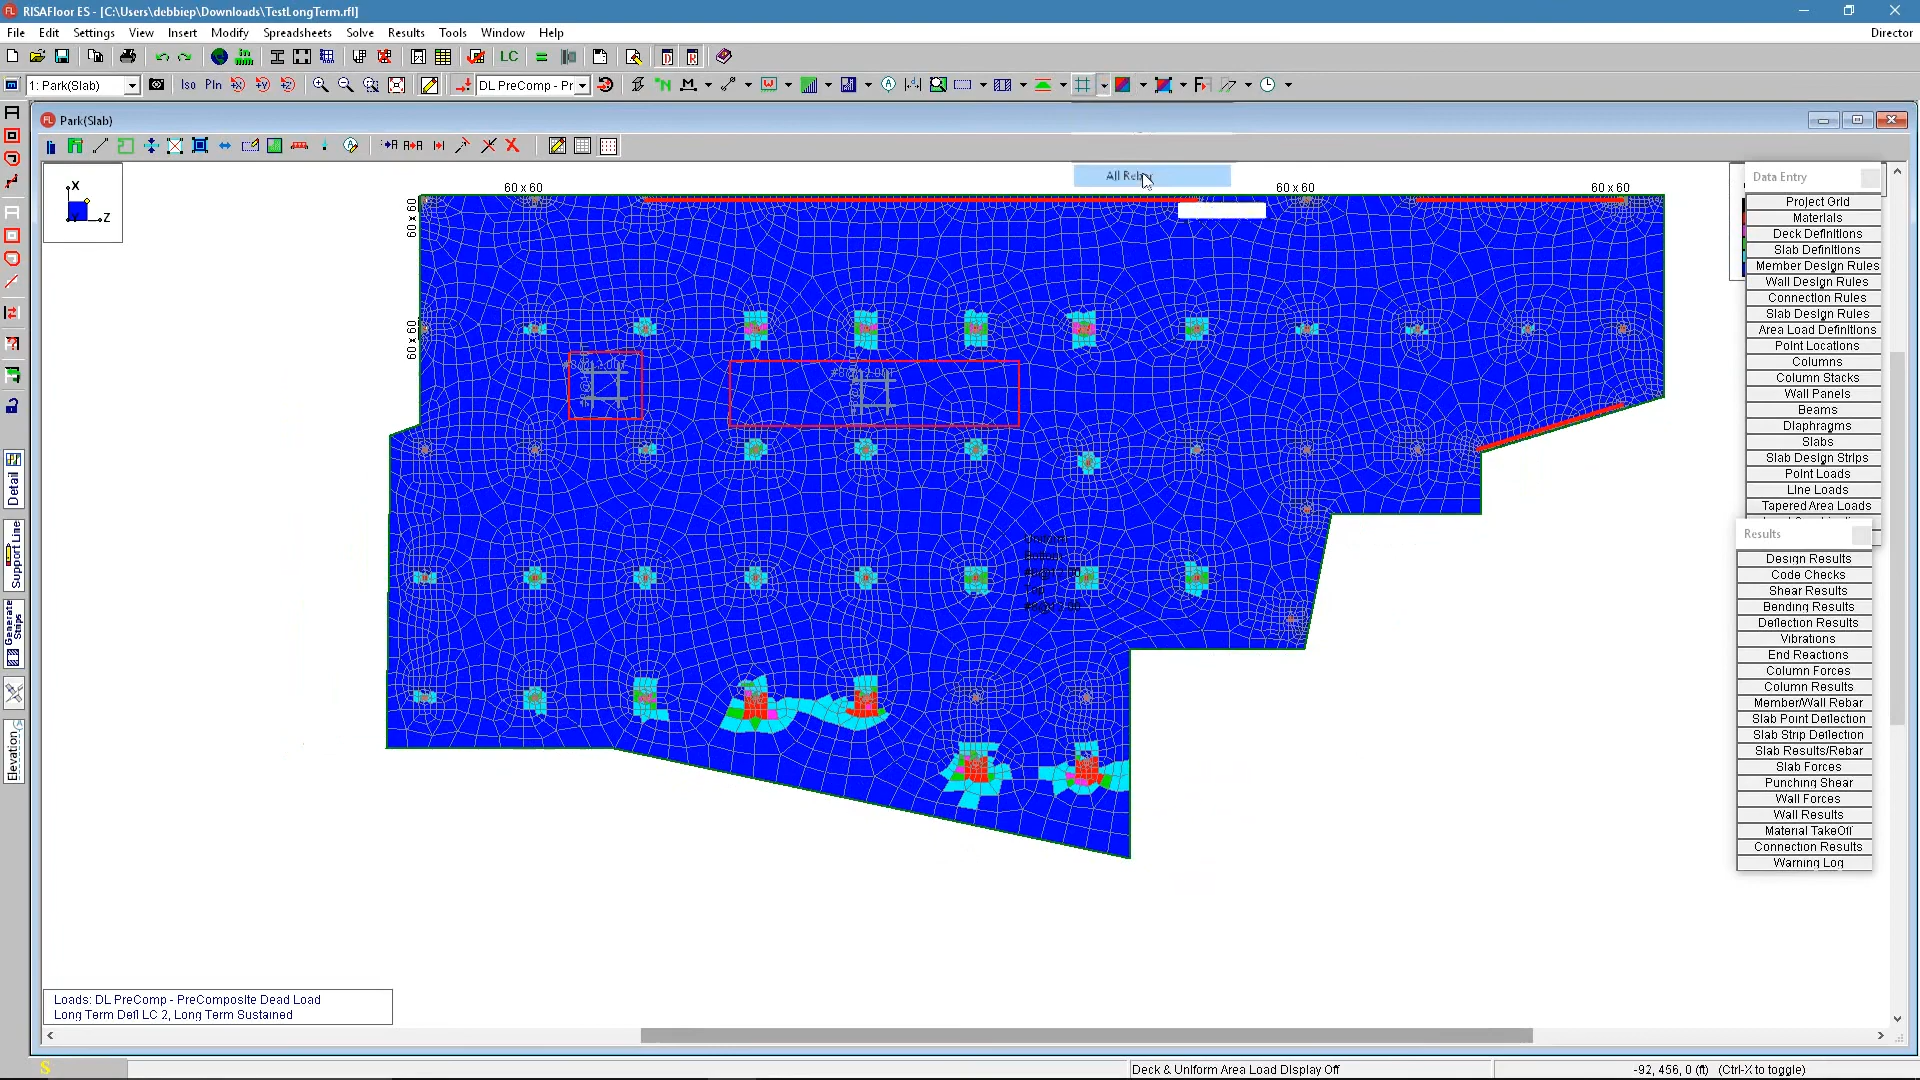 RISAFloor ES - [C:\Users\debbiep\Downloads\TestLongTerm.rfl]
File Edit Settings View Insert Modify Spreadsheets Solve Results Tools Window Help
Director
LC
1: Park(Slab)
Iso Pln
DL PreComp - Pr
Park(Slab)
All Rebar
X
Z
60 x 60
60 x 60
60 x 60
60 x 60
60 x 60
Detail
Support Line
Generate Strips
Elevation
Data Entry
Project Grid
Materials
Deck Definitions
Slab Definitions
Member Design Rules
Wall Design Rules
Connection Rules
Slab Design Rules
Area Load Definitions
Point Locations
Columns
Column Stacks
Wall Panels
Beams
Diaphragms
Slabs
Slab Design Strips
Point Loads
Line Loads
Tapered Area Loads
Results
Design Results
Code Checks
Shear Results
Bending Results
Deflection Results
Vibrations
End Reactions
Column Forces
Column Results
Member/Wall Rebar
Slab Point Deflection
Slab Strip Deflection
Slab Results/Rebar
Slab Forces
Punching Shear
Wall Forces
Wall Results
Material TakeOff
Connection Results
Warning Log
Loads: DL PreComp - PreComposite Dead Load
Long Term Defl LC 2, Long Term Sustained
S
Deck & Uniform Area Load Display Off
-92, 456, 0 (ft) (Ctrl-X to toggle)